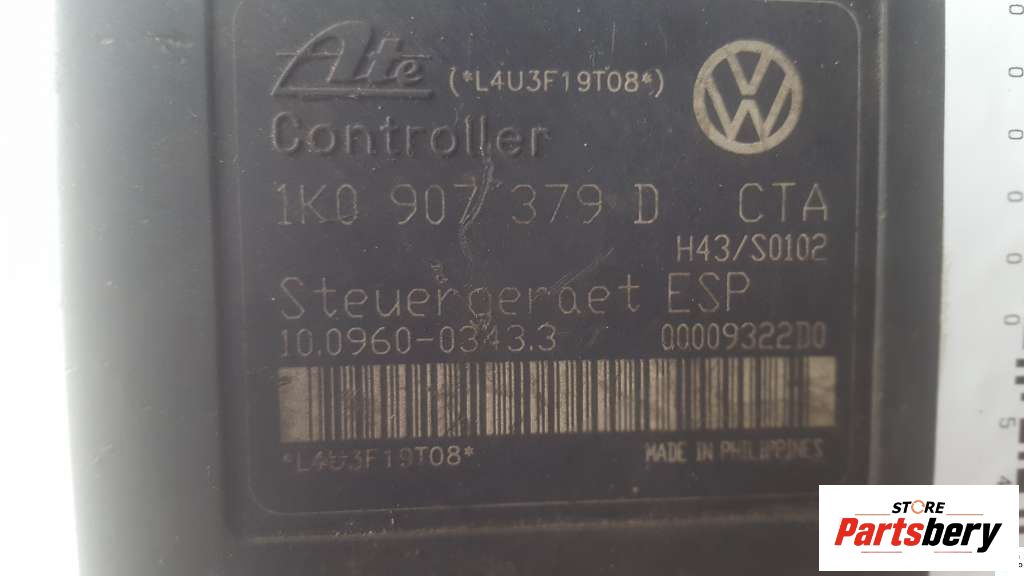 Ate (*L4U3F19T08*)
Controller
1K0 907 379 D CTA
H43/S0102
Steuergeraet ESP
10.0960-0343.3 00009322D0
*L4U3F19T08*
MADE IN PHILIPPINES
STORE
Partsbery